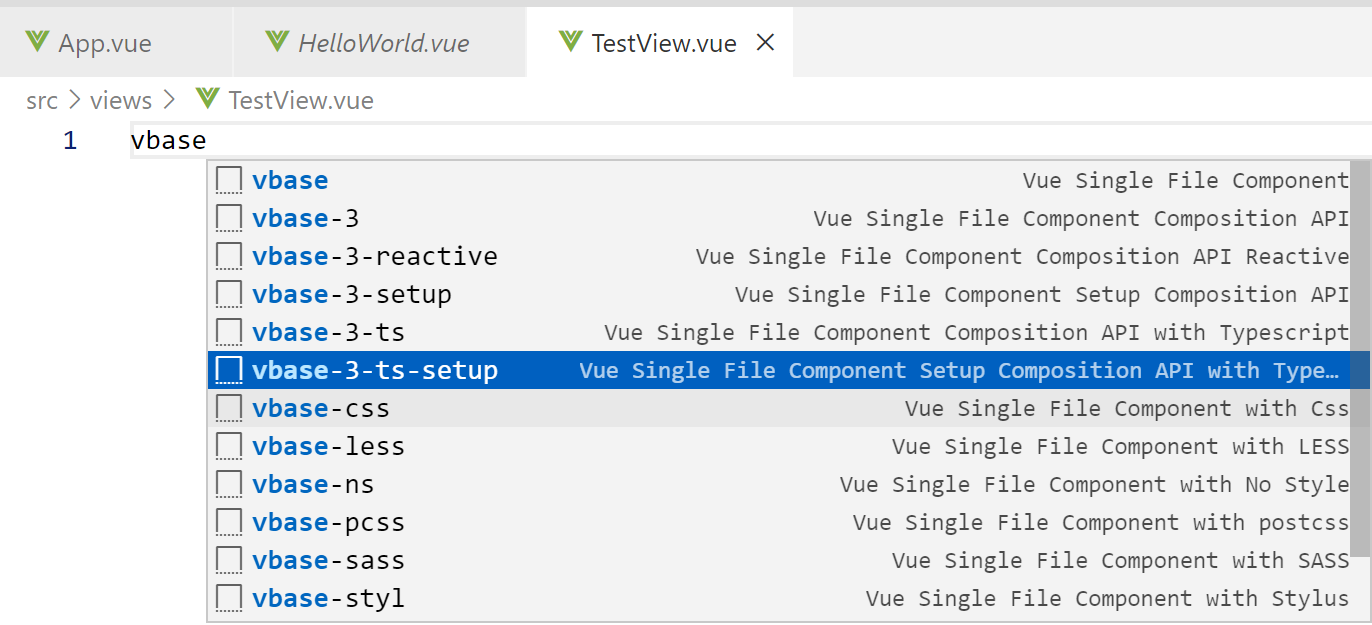 App.vue HelloWorld.vue TestView.vue
src > views > TestView.vue
1 vbase
vbase Vue Single File Component
vbase-3 Vue Single File Component Composition API
vbase-3-reactive Vue Single File Component Composition API Reactive
vbase-3-setup Vue Single File Component Setup Composition API
vbase-3-ts Vue Single File Component Composition API with Typescript
vbase-3-ts-setup Vue Single File Component Setup Composition API with Type…
vbase-css Vue Single File Component with Css
vbase-less Vue Single File Component with LESS
vbase-ns Vue Single File Component with No Style
vbase-pcss Vue Single File Component with postcss
vbase-sass Vue Single File Component with SASS
vbase-styl Vue Single File Component with Stylus